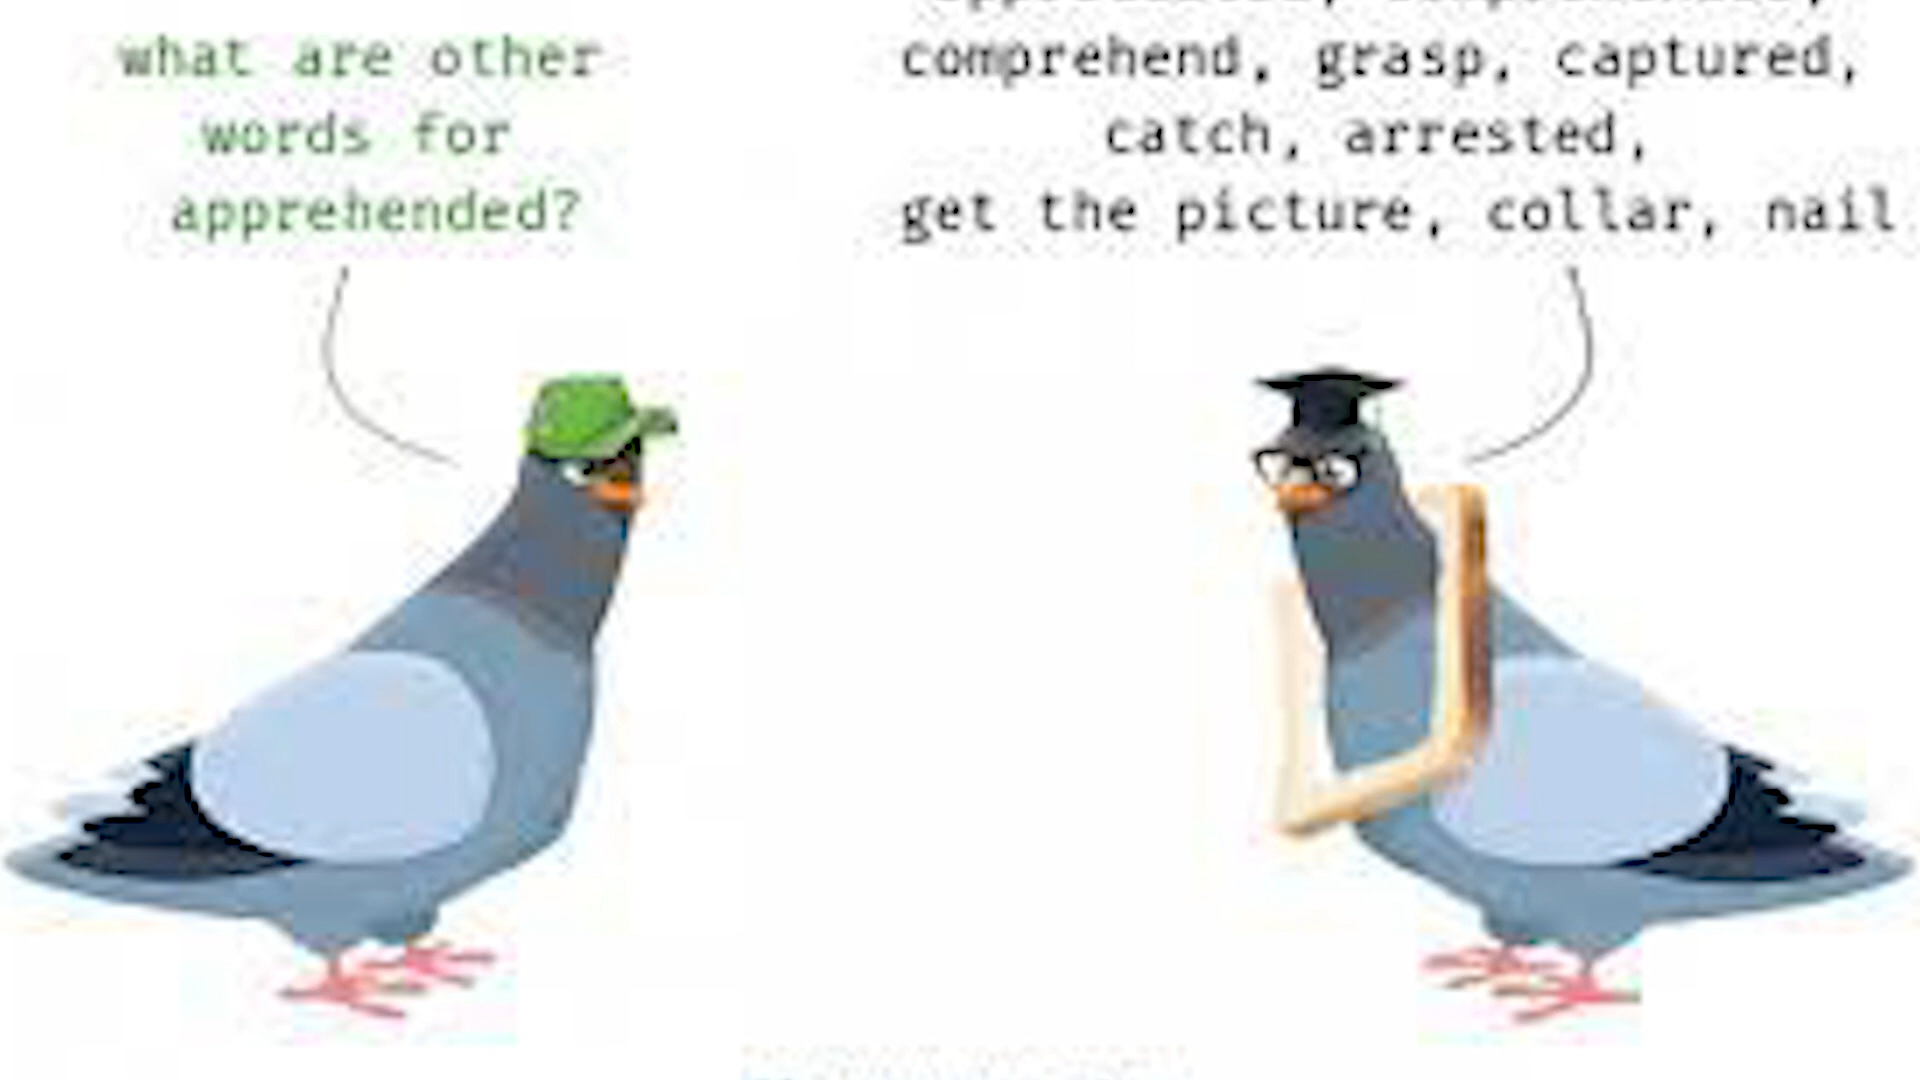 what are other
words for
apprehended?
comprehend, grasp, captured,
catch, arrested,
get the picture, collar, nail